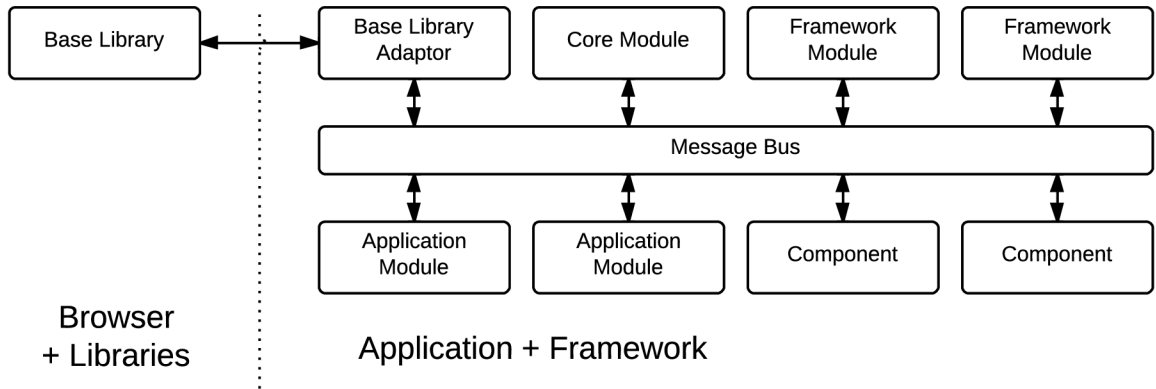 Base Library
Base Library
Adaptor
Core Module
Framework
Module
Framework
Module
Message Bus
Application
Module
Application
Module
Component
Component
Browser
+ Libraries
Application + Framework